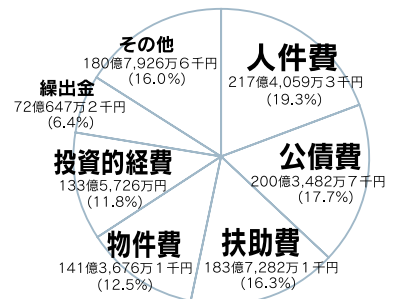 人件費
217億4,059万3千円
(19.3%)
公債費
200億3,482万7千円
(17.7%)
扶助費
183億7,282万1千円
(16.3%)
物件費
141億3,676万1千円
(12.5%)
投資的経費
133億5,726万円
(11.8%)
繰出金
72億647万2千円
(6.4%)
その他
180億7,926万6千円
(16.0%)